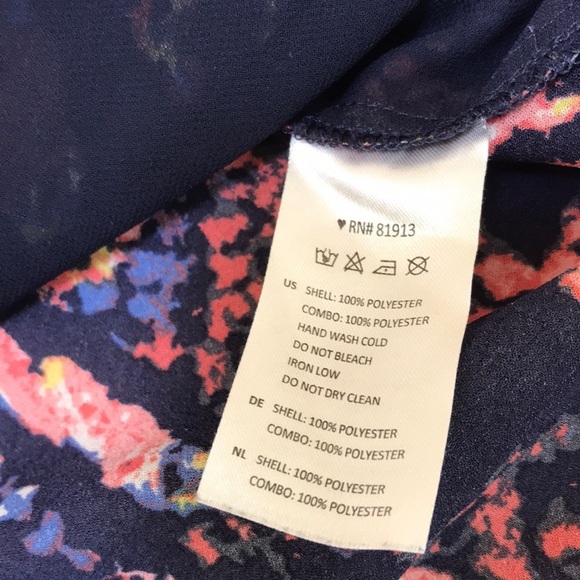 ♥ RN# 81913
US SHELL: 100% POLYESTER
COMBO: 100% POLYESTER
HAND WASH COLD
DO NOT BLEACH
IRON LOW
DO NOT DRY CLEAN
DE SHELL: 100% POLYESTER
COMBO: 100% POLYESTER
NL SHELL: 100% POLYESTER
COMBO: 100% POLYESTER